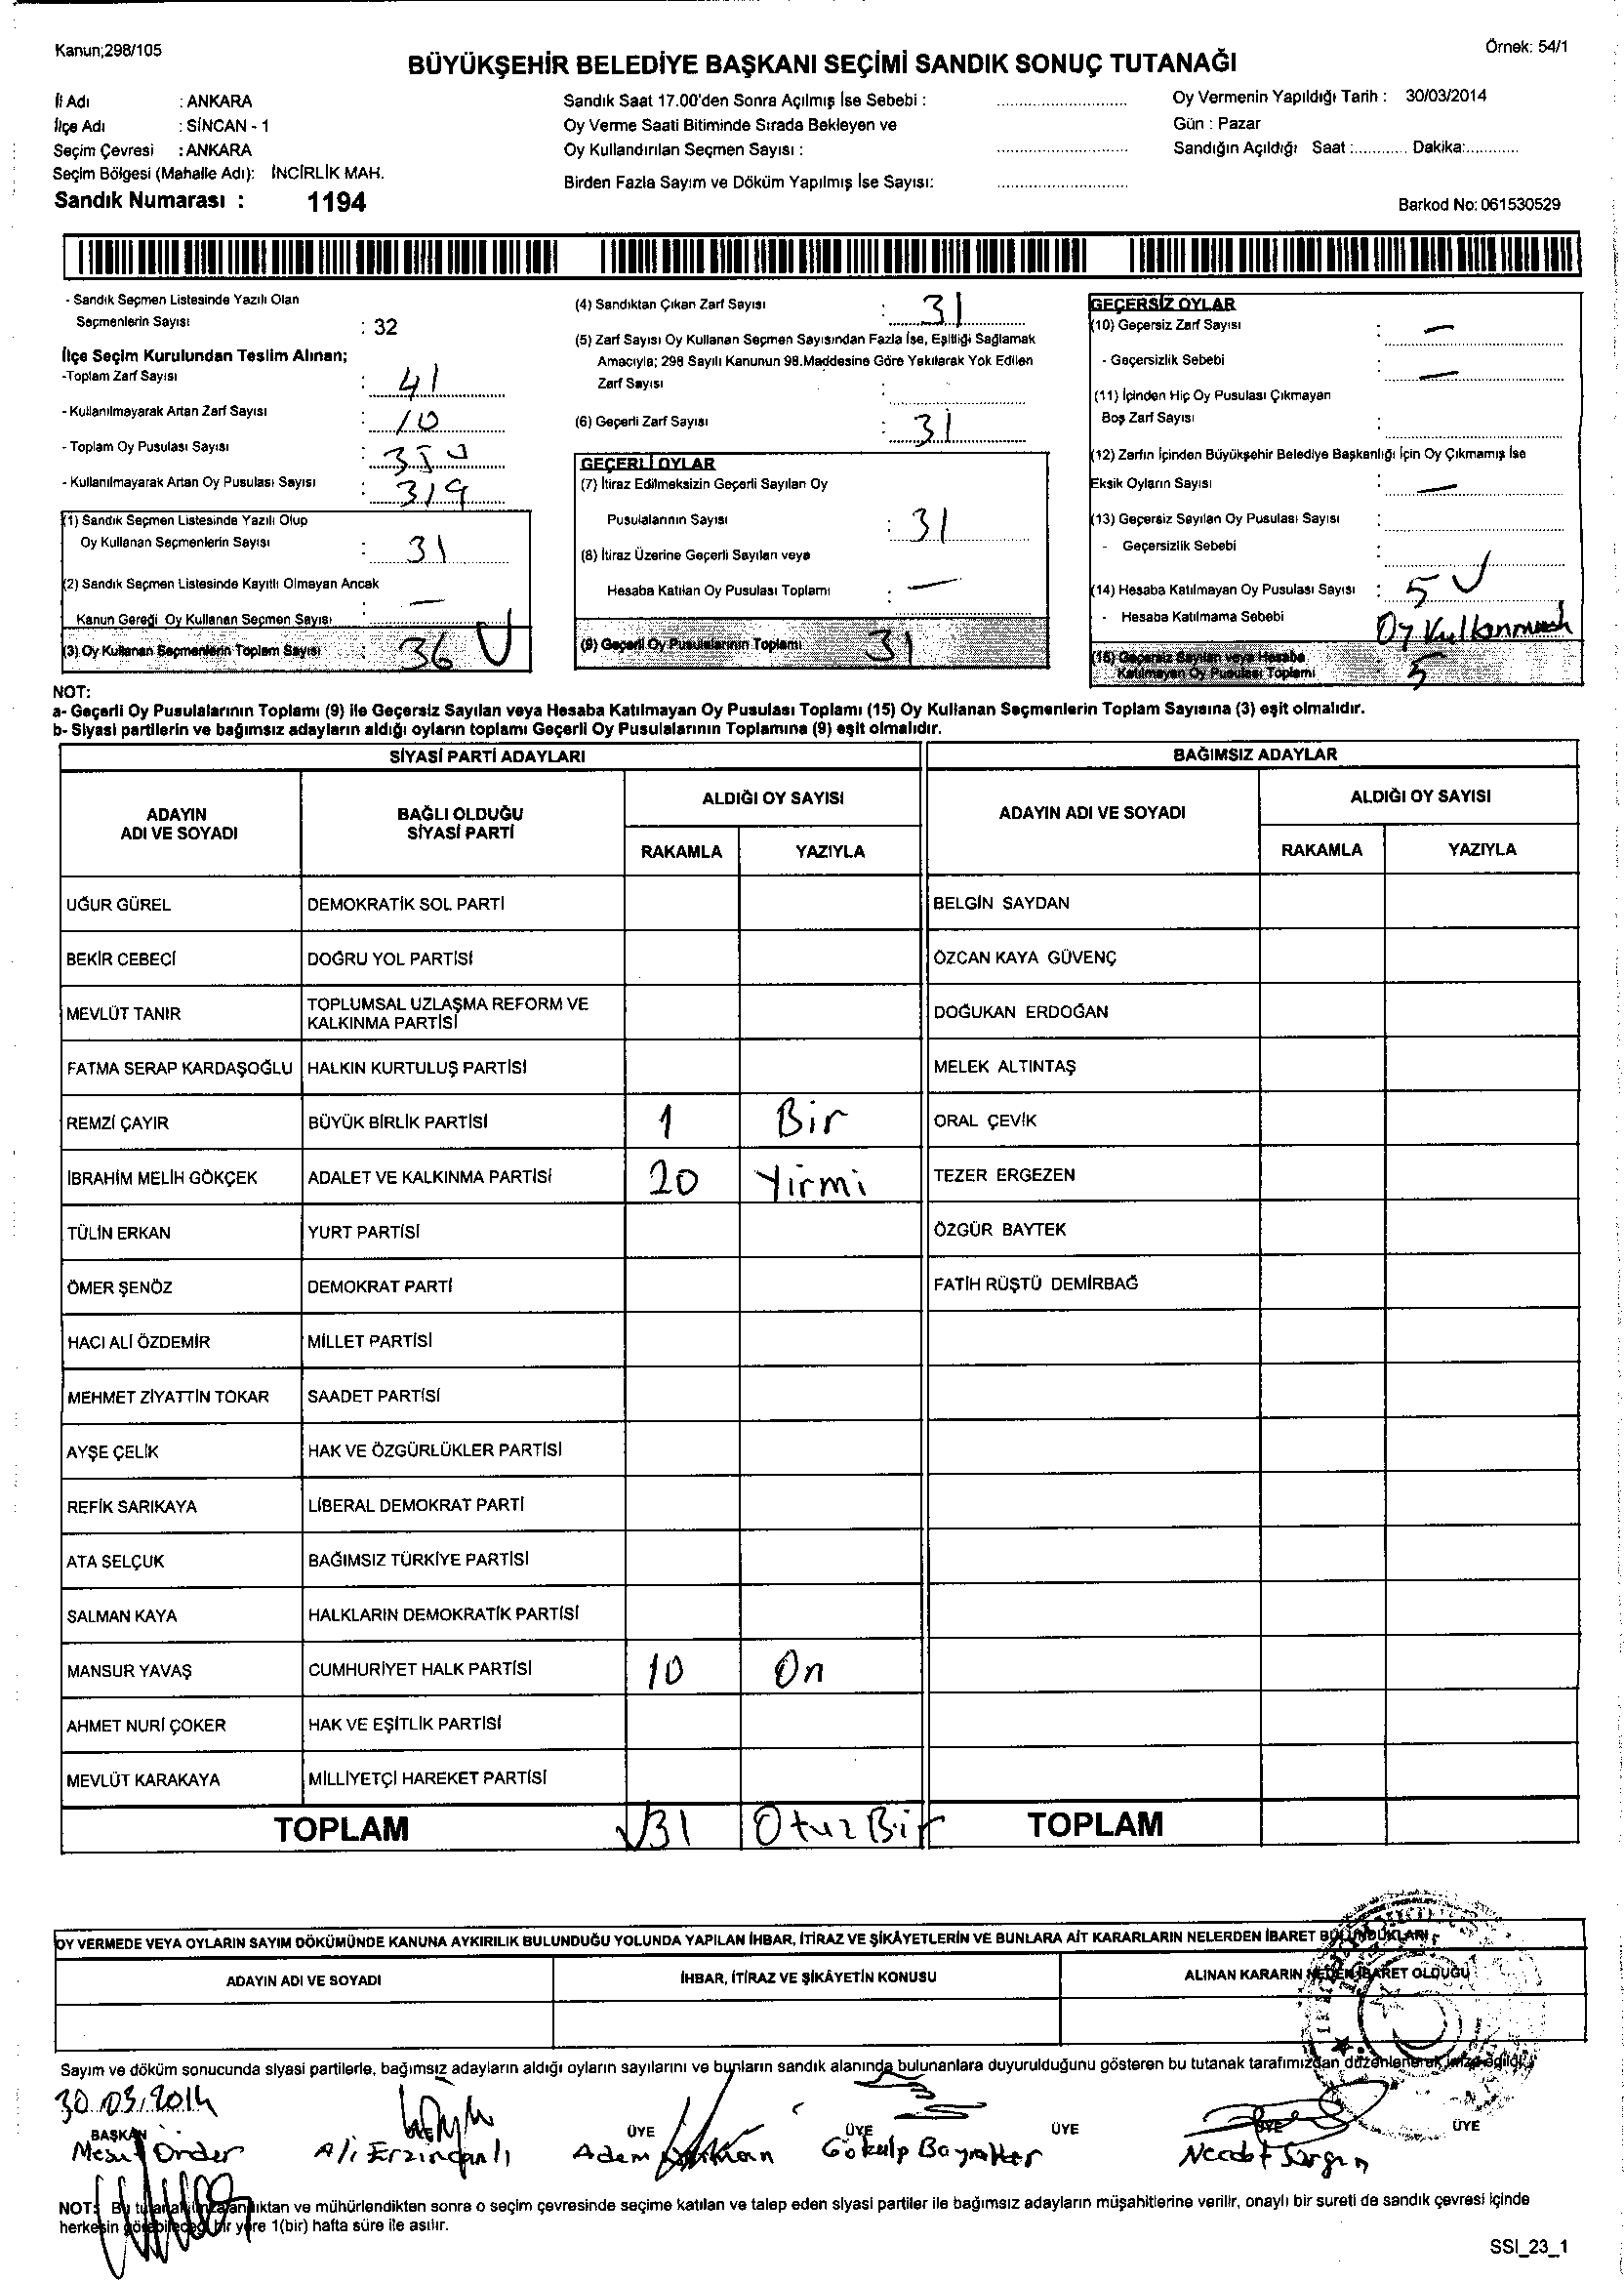 Kanun;298/105
Örnek: 54/1
BÜYÜKŞEHİR BELEDİYE BAŞKANI SEÇİMİ SANDIK SONUÇ TUTANAĞI
İl Adı : ANKARA
İlçe Adı : SİNCAN - 1
Seçim Çevresi : ANKARA
Seçim Bölgesi (Mahalle Adı): İNCİRLİK MAH.
Sandık Numarası : 1194
Sandık Saat 17.00'den Sonra Açılmış İse Sebebi :
Oy Verme Saati Bitiminde Sırada Bekleyen ve
Oy Kullandırılan Seçmen Sayısı :
Birden Fazla Sayım ve Döküm Yapılmış İse Sayısı:
Oy Vermenin Yapıldığı Tarih : 30/03/2014
Gün : Pazar
Sandığın Açıldığı Saat :............ Dakika:............
Barkod No: 061530529
- Sandık Seçmen Listesinde Yazılı Olan
Seçmenlerin Sayısı : 32
İlçe Seçim Kurulundan Teslim Alınan;
-Toplam Zarf Sayısı : 41
- Kullanılmayarak Artan Zarf Sayısı : 10
- Toplam Oy Pusulası Sayısı :
- Kullanılmayarak Artan Oy Pusulası Sayısı : 319
(1) Sandık Seçmen Listesinde Yazılı Olup
Oy Kullanan Seçmenlerin Sayısı : 31
(2) Sandık Seçmen Listesinde Kayıtlı Olmayan Ancak
Kanun Gereği Oy Kullanan Seçmen Sayısı : —
(3) Oy Kullanan Seçmenlerin Toplam Sayısı : 36
(4) Sandıktan Çıkan Zarf Sayısı : 31
(5) Zarf Sayısı Oy Kullanan Seçmen Sayısından Fazla İse, Eşitliği Sağlamak
Amacıyla; 298 Sayılı Kanunun 98.Maddesine Göre Yakılarak Yok Edilen
Zarf Sayısı :
(6) Geçerli Zarf Sayısı : 31
GEÇERLİ OYLAR
(7) İtiraz Edilmeksizin Geçerli Sayılan Oy
Pusulalarının Sayısı : 31
(8) İtiraz Üzerine Geçerli Sayılan veya
Hesaba Katılan Oy Pusulası Toplamı : —
(9) Geçerli Oy Pusulalarının Toplamı 31
GEÇERSİZ OYLAR
(10) Geçersiz Zarf Sayısı : —
- Geçersizlik Sebebi : —
(11) İçinden Hiç Oy Pusulası Çıkmayan
Boş Zarf Sayısı :
(12) Zarfın İçinden Büyükşehir Belediye Başkanlığı İçin Oy Çıkmamış İse
Eksik Oyların Sayısı : —
(13) Geçersiz Sayılan Oy Pusulası Sayısı :
- Geçersizlik Sebebi :
(14) Hesaba Katılmayan Oy Pusulası Sayısı : 5
- Hesaba Katılmama Sebebi Oy
(15) Geçersiz Sayılan veya Hesaba
Katılmayan Oy Pusulası Toplamı 5
NOT:
a- Geçerli Oy Pusulalarının Toplamı (9) ile Geçersiz Sayılan veya Hesaba Katılmayan Oy Pusulası Toplamı (15) Oy Kullanan Seçmenlerin Toplam Sayısına (3) eşit olmalıdır.
b- Siyasi partilerin ve bağımsız adayların aldığı oyların toplamı Geçerli Oy Pusulalarının Toplamına (9) eşit olmalıdır.
SİYASİ PARTİ ADAYLARI BAĞIMSIZ ADAYLAR
ADAYIN
ADI VE SOYADI
BAĞLI OLDUĞU
SİYASİ PARTİ
ALDIĞI OY SAYISI
RAKAMLA YAZIYLA
ADAYIN ADI VE SOYADI
ALDIĞI OY SAYISI
RAKAMLA YAZIYLA
UĞUR GÜREL DEMOKRATİK SOL PARTİ BELGİN SAYDAN
BEKİR CEBECİ DOĞRU YOL PARTİSİ ÖZCAN KAYA GÜVENÇ
MEVLÜT TANIR TOPLUMSAL UZLAŞMA REFORM VE
KALKINMA PARTİSİ DOĞUKAN ERDOĞAN
FATMA SERAP KARDAŞOĞLU HALKIN KURTULUŞ PARTİSİ MELEK ALTINTAŞ
REMZİ ÇAYIR BÜYÜK BİRLİK PARTİSİ 1 Bir ORAL ÇEVİK
İBRAHİM MELİH GÖKÇEK ADALET VE KALKINMA PARTİSİ 20 Yirmi TEZER ERGEZEN
TÜLİN ERKAN YURT PARTİSİ ÖZGÜR BAYTEK
ÖMER ŞENÖZ DEMOKRAT PARTİ FATİH RÜŞTÜ DEMİRBAĞ
HACI ALİ ÖZDEMİR MİLLET PARTİSİ
MEHMET ZİYATTİN TOKAR SAADET PARTİSİ
AYŞE ÇELİK HAK VE ÖZGÜRLÜKLER PARTİSİ
REFİK SARIKAYA LİBERAL DEMOKRAT PARTİ
ATA SELÇUK BAĞIMSIZ TÜRKİYE PARTİSİ
SALMAN KAYA HALKLARIN DEMOKRATİK PARTİSİ
MANSUR YAVAŞ CUMHURİYET HALK PARTİSİ 10 On
AHMET NURİ ÇOKER HAK VE EŞİTLİK PARTİSİ
MEVLÜT KARAKAYA MİLLİYETÇİ HAREKET PARTİSİ
TOPLAM 31 OtuzBir TOPLAM
OY VERMEDE VEYA OYLARIN SAYIM DÖKÜMÜNDE KANUNA AYKIRILIK BULUNDUĞU YOLUNDA YAPILAN İHBAR, İTİRAZ VE ŞİKÂYETLERİN VE BUNLARA AİT KARARLARIN NELERDEN İBARET BULUNDUKLARI
ADAYIN ADI VE SOYADI İHBAR, İTİRAZ VE ŞİKÂYETİN KONUSU ALINAN KARARIN NEDEN İBARET OLDUĞU
Sayım ve döküm sonucunda siyasi partilerle, bağımsız adayların aldığı oyların sayılarını ve bunların sandık alanında bulunanlara duyurulduğunu gösteren bu tutanak tarafımızdan düzenlenerek imza edildi.
30.03.2014
BAŞKAN ÜYE ÜYE ÜYE ÜYE ÜYE
Mesut Önder Ali Erzincanlı Adem Gökalp Bayraktar Necdet
NOT: Bu tutanak imzalandıktan ve mühürlendikten sonra o seçim çevresinde seçime katılan ve talep eden siyasi partiler ile bağımsız adayların müşahitlerine verilir, onaylı bir sureti de sandık çevresi içinde
herkesin görebileceği bir yere 1(bir) hafta süre ile asılır.
SSI_23_1